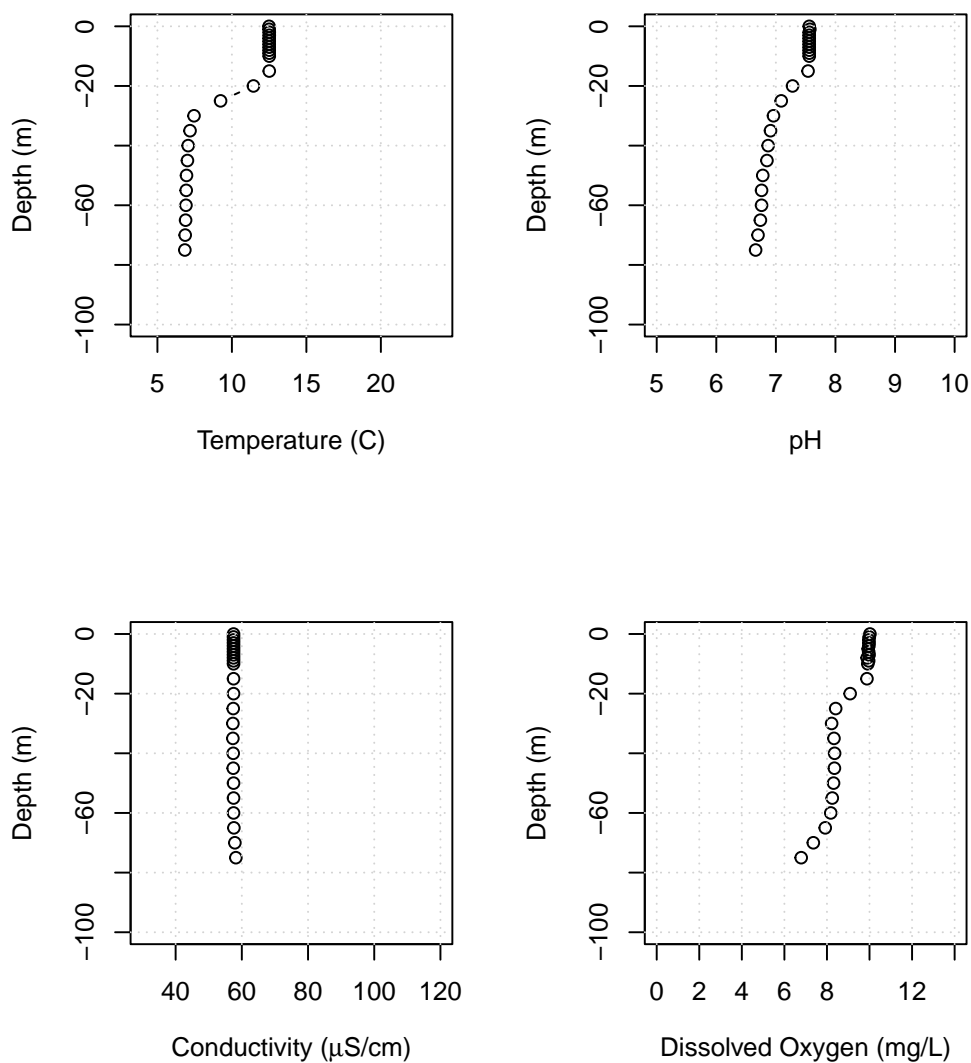 0
−20
−60
−100
Depth (m)
5 10 15 20
Temperature (C)
0
−20
−60
−100
Depth (m)
5 6 7 8 9 10
pH
0
−20
−60
−100
Depth (m)
40 60 80 100 120
Conductivity (μS/cm)
0
−20
−60
−100
Depth (m)
0 2 4 6 8 12
Dissolved Oxygen (mg/L)